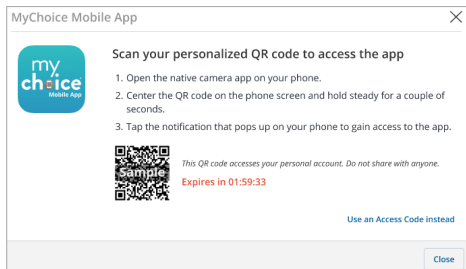 MyChoice Mobile App
my
choice
Mobile App
Scan your personalized QR code to access the app
1. Open the native camera app on your phone.
2. Center the QR code on the phone screen and hold steady for a couple of
seconds.
3. Tap the notification that pops up on your phone to gain access to the app.
Sample
This QR code accesses your personal account. Do not share with anyone.
Expires in 01:59:33
Use an Access Code instead
Close